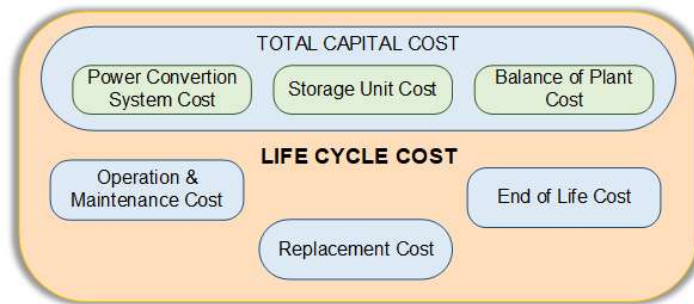 TOTAL CAPITAL COST
Power Convertion
System Cost
Storage Unit Cost
Balance of Plant
Cost
LIFE CYCLE COST
Operation &
Maintenance Cost
End of Life Cost
Replacement Cost